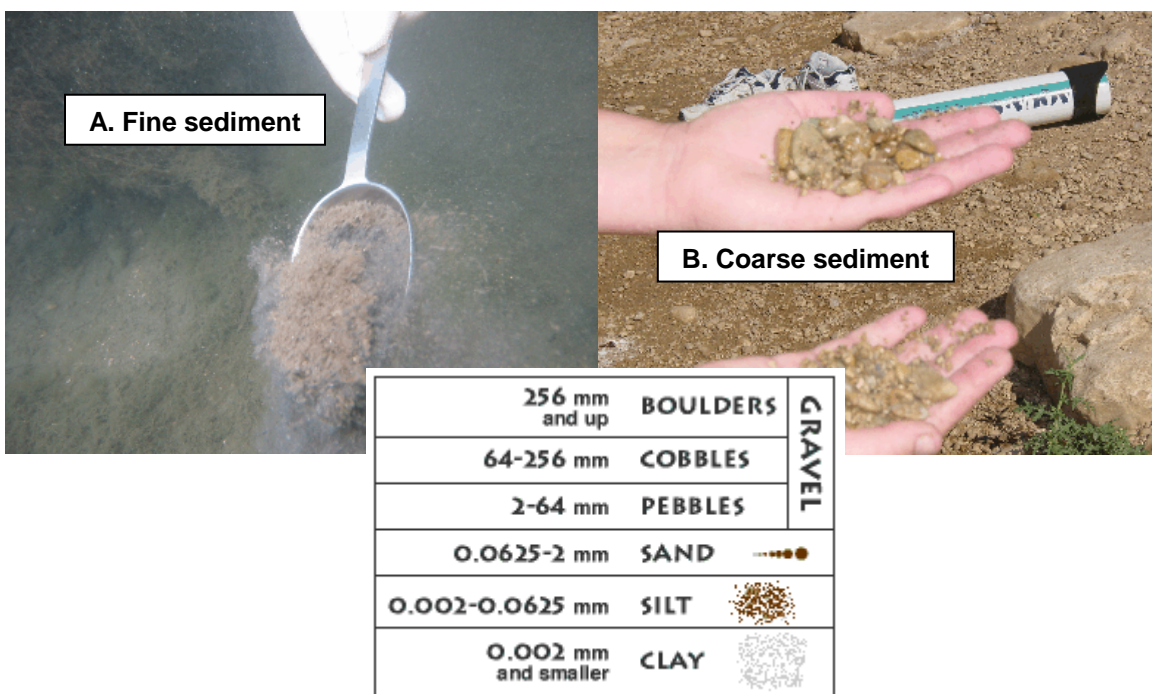 A. Fine sediment
B. Coarse sediment
256 mm and up BOULDERS
64-256 mm COBBLES
2-64 mm PEBBLES
GRAVEL
0.0625-2 mm SAND
0.002-0.0625 mm SILT
0.002 mm and smaller CLAY